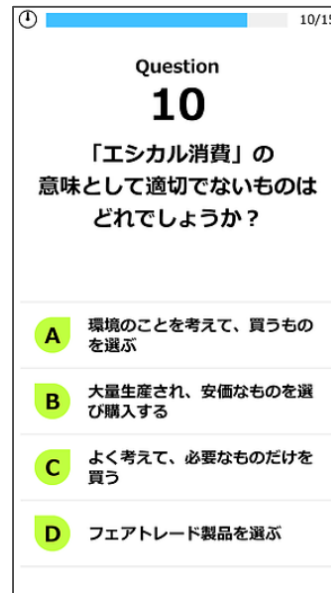 10/15
Question
10
「エシカル消費」の
意味として適切でないものは
どれでしょうか？
A
環境のことを考えて、買うもの
を選ぶ
B
大量生産され、安価なものを選
び購入する
C
よく考えて、必要なものだけを
買う
D
フェアトレード製品を選ぶ